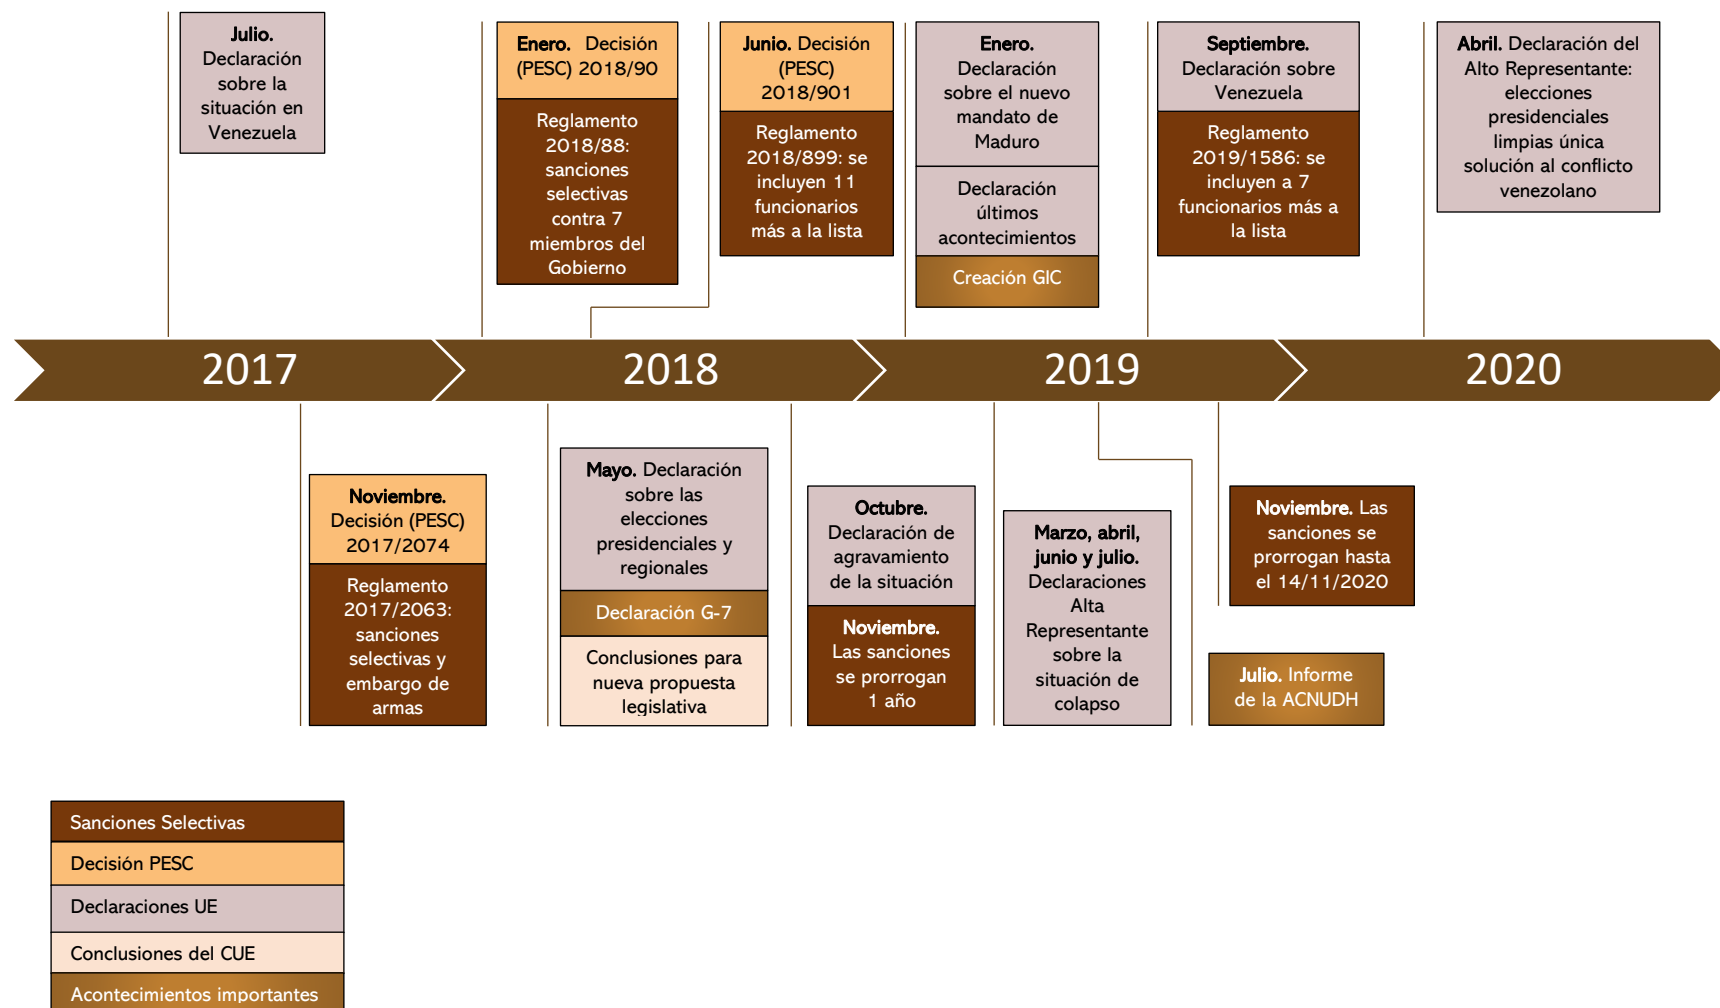 Julio.
Declaración
sobre la
situación en
Venezuela
Enero. Decisión
(PESC) 2018/90
Reglamento
2018/88:
sanciones
selectivas
contra 7
miembros del
Gobierno
Junio. Decisión
(PESC)
2018/901
Reglamento
2018/899: se
incluyen 11
funcionarios
más a la lista
Enero.
Declaración
sobre el nuevo
mandato de
Maduro
Declaración
últimos
acontecimientos
Creación GIC
Septiembre.
Declaración sobre
Venezuela
Reglamento
2019/1586: se
incluyen a 7
funcionarios más a
la lista
Abril. Declaración del
Alto Representante:
elecciones
presidenciales
limpias única
solución al conflicto
venezolano
2017
2018
2019
2020
Noviembre.
Decisión (PESC)
2017/2074
Reglamento
2017/2063:
sanciones
selectivas y
embargo de
armas
Mayo. Declaración
sobre las
elecciones
presidenciales y
regionales
Declaración G-7
Conclusiones para
nueva propuesta
legislativa
Octubre.
Declaración de
agravamiento
de la situación
Noviembre.
Las sanciones
se prorrogan
1 año
Marzo, abril,
junio y julio.
Declaraciones
Alta
Representante
sobre la
situación de
colapso
Noviembre. Las
sanciones se
prorrogan hasta
el 14/11/2020
Julio. Informe
de la ACNUDH
Sanciones Selectivas
Decisión PESC
Declaraciones UE
Conclusiones del CUE
Acontecimientos importantes